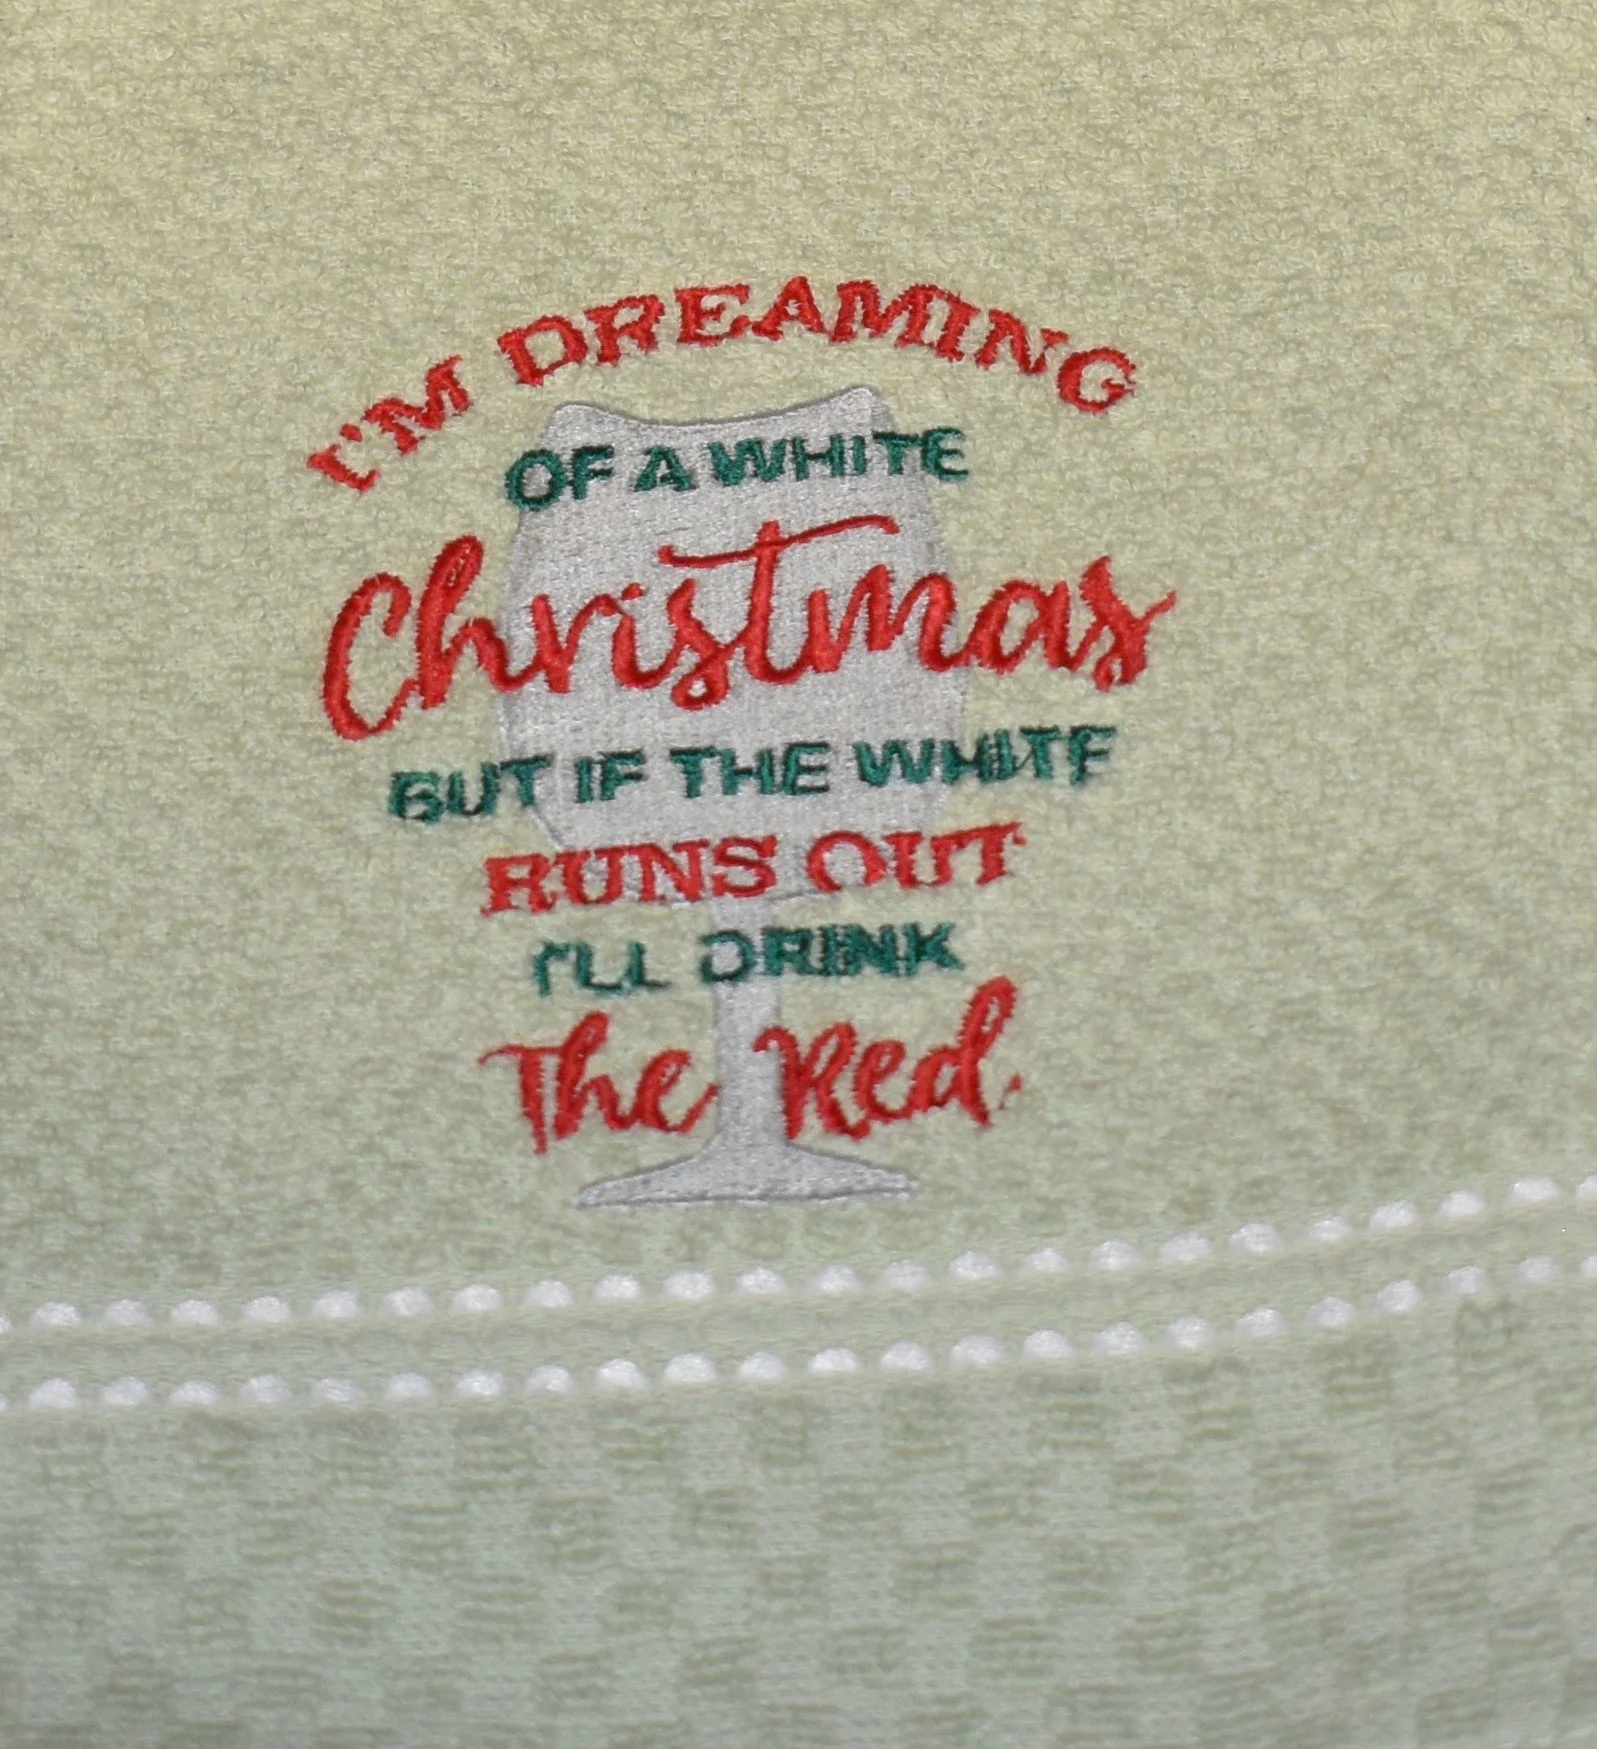 I'M DREAMING
OF A WHITE
Christmas
BUT IF THE WHITE
RUNS OUT
I'LL DRINK
The Red